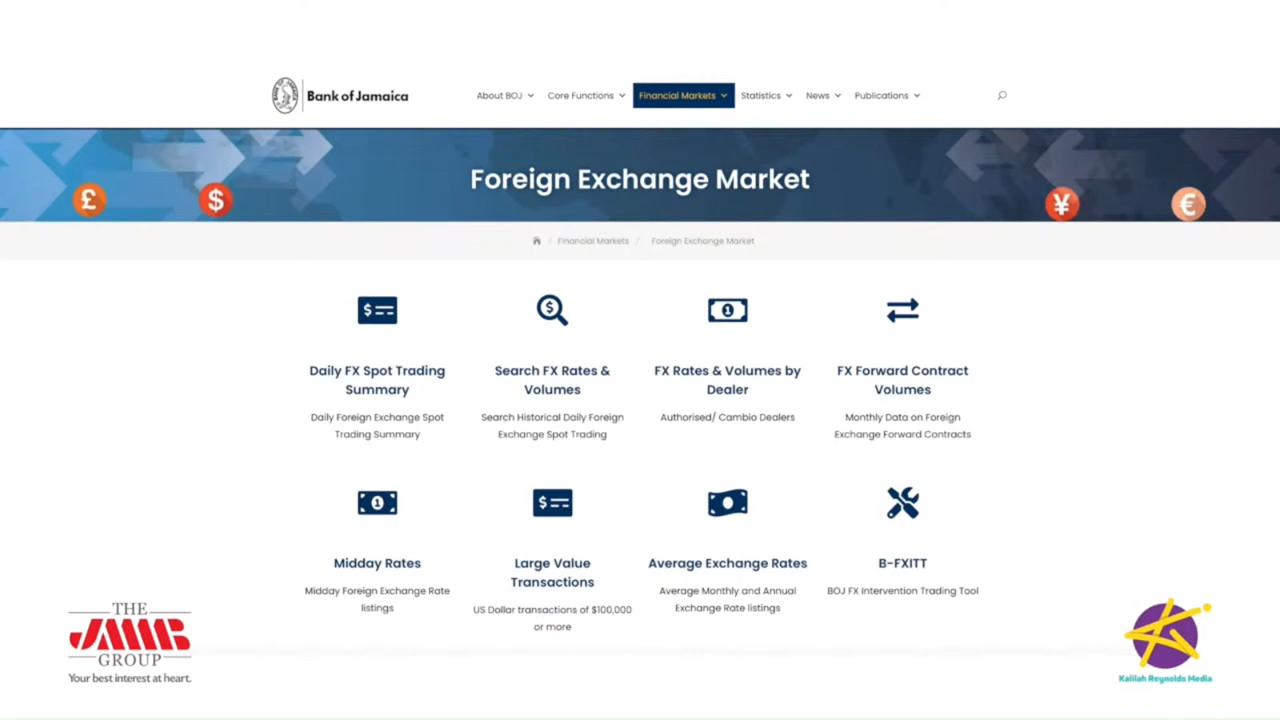 Bank of Jamaica
About BOJ
Core Functions
Financial Markets
Statistics
News
Publications
Foreign Exchange Market
£
$
¥
€
/ Financial Markets / Foreign Exchange Market
Daily FX Spot Trading
Summary
Daily Foreign Exchange Spot
Trading Summary
Search FX Rates &
Volumes
Search Historical Daily Foreign
Exchange Spot Trading
FX Rates & Volumes by
Dealer
Authorised/ Cambio Dealers
FX Forward Contract
Volumes
Monthly Data on Foreign
Exchange Forward Contracts
Midday Rates
Midday Foreign Exchange Rate
listings
Large Value
Transactions
US Dollar transactions of $100,000
or more
Average Exchange Rates
Average Monthly and Annual
Exchange Rate listings
B-FXITT
BOJ FX Intervention Trading Tool
THE
JMMB
GROUP
Your best interest at heart.
Kalilah Reynolds Media